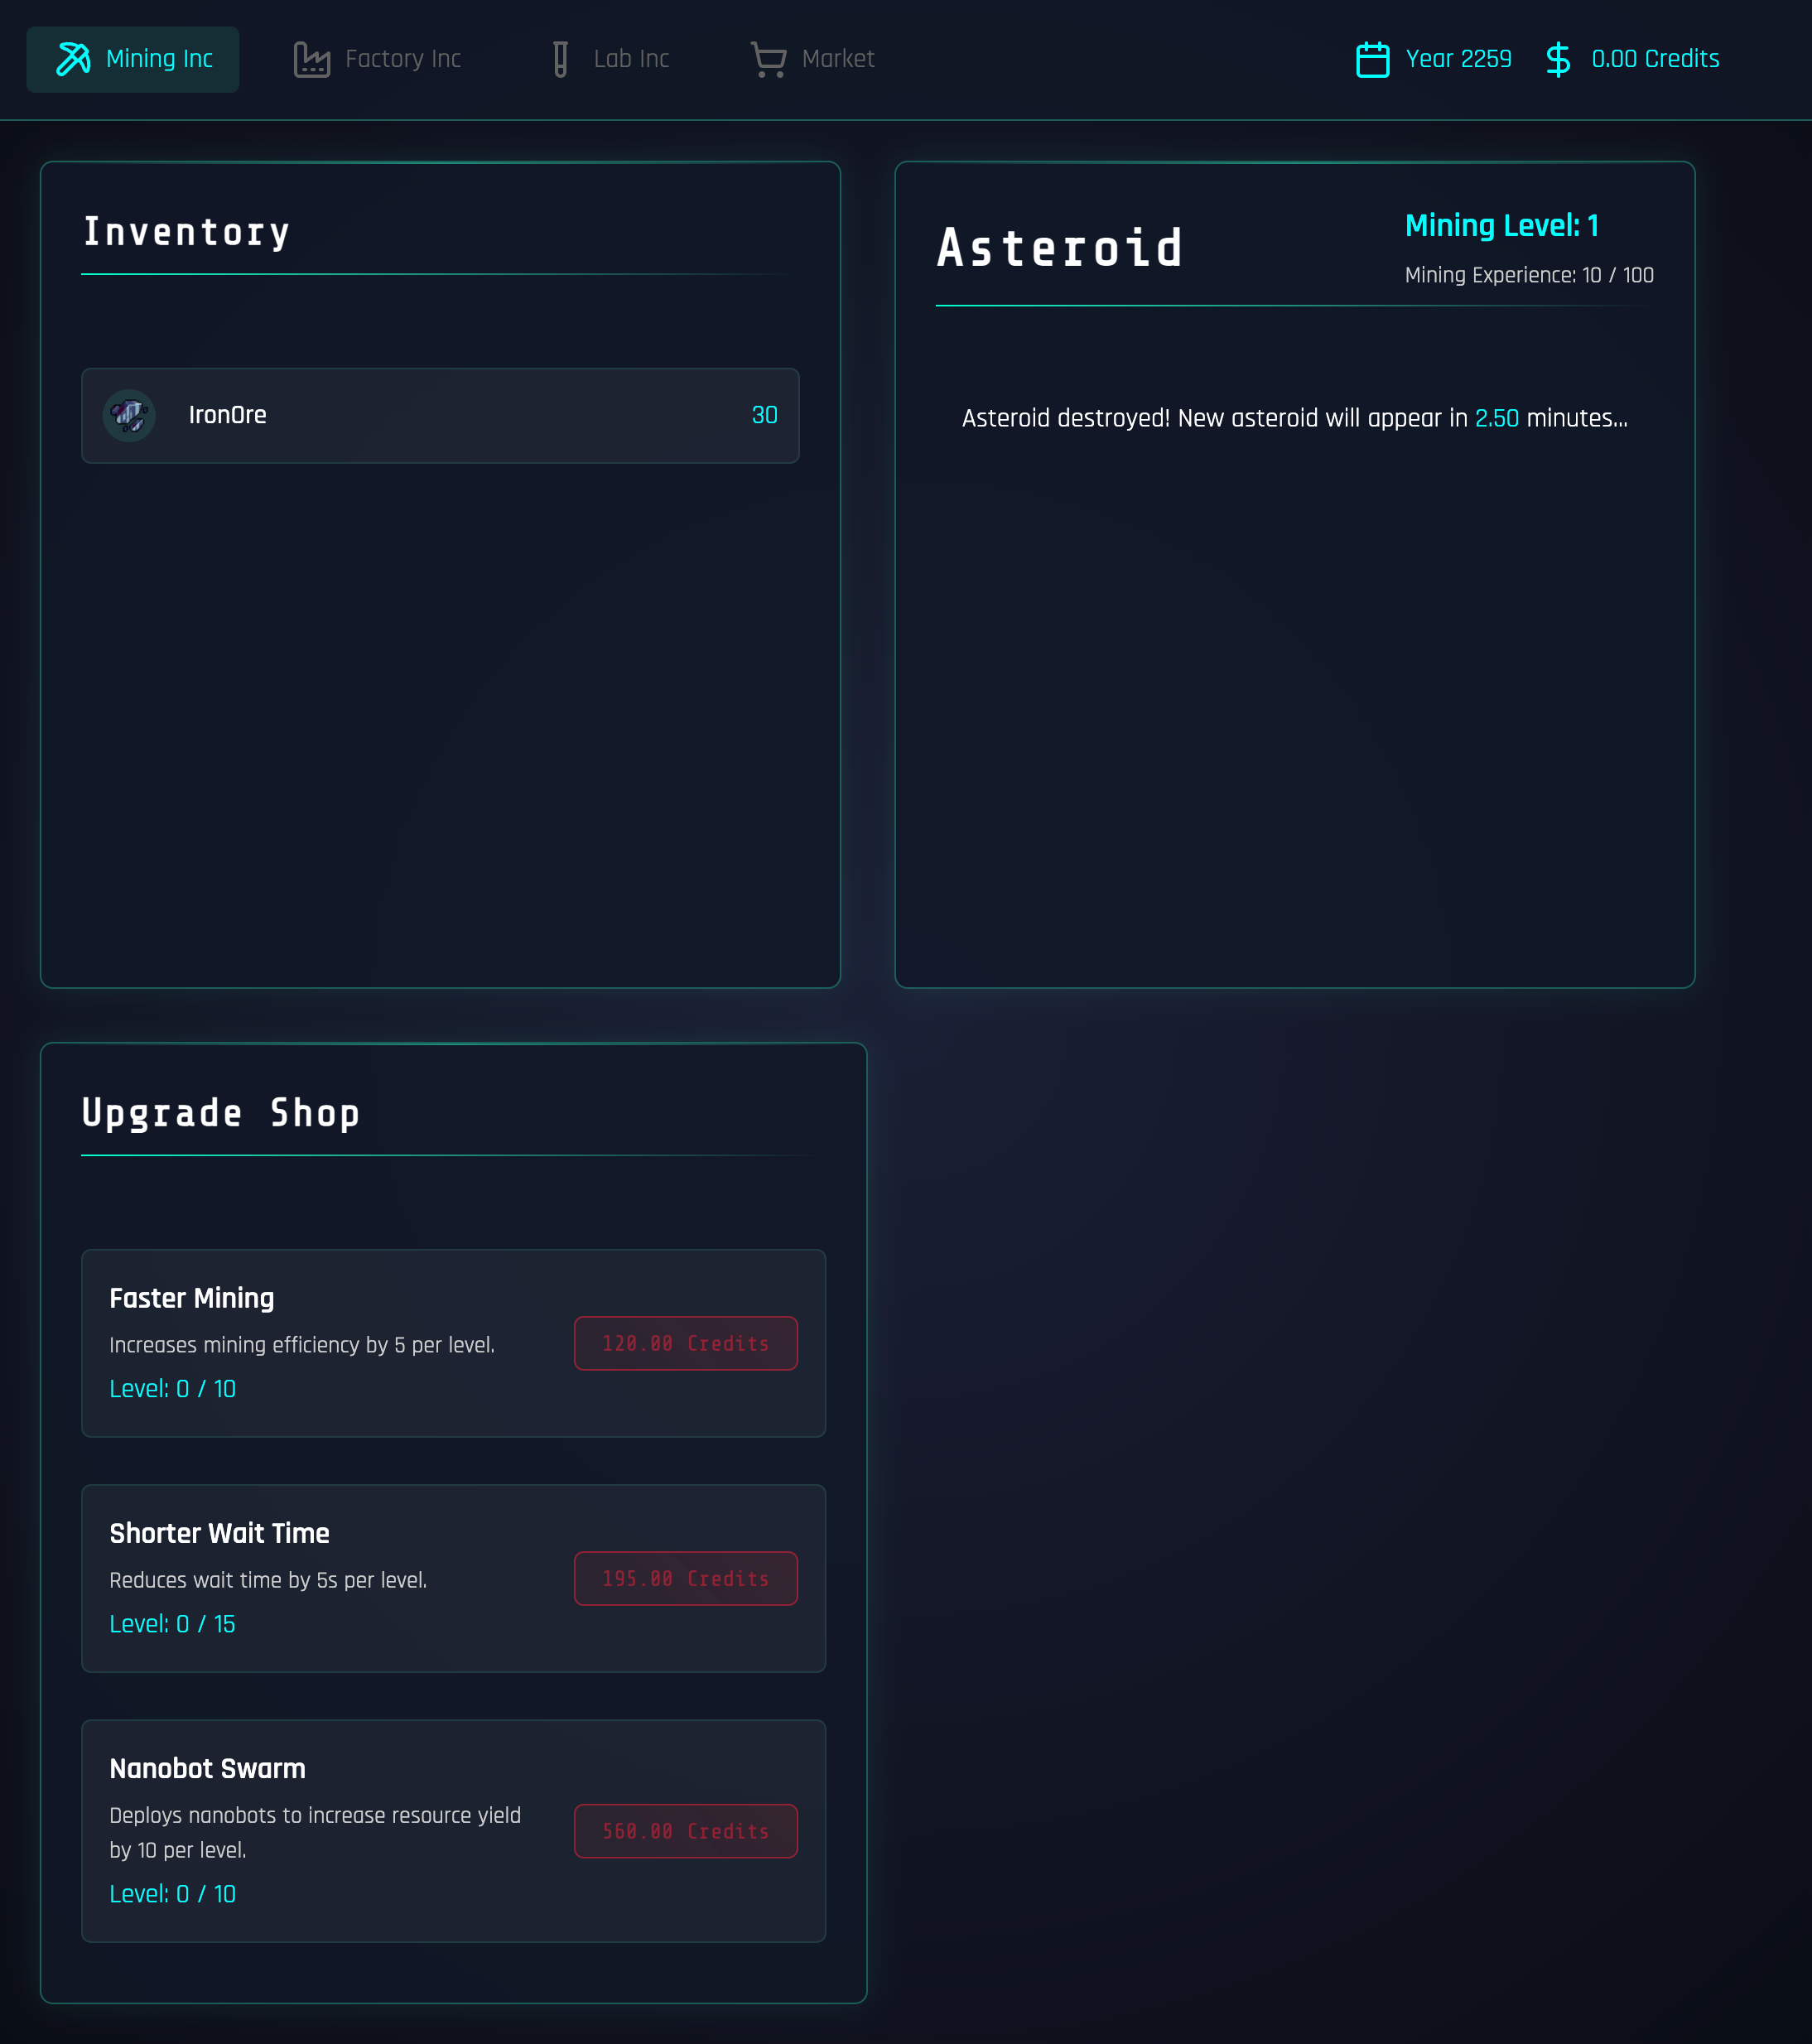 Mining Inc
Factory Inc
Lab Inc
Market
Year 2259
0.00 Credits
Inventory
IronOre
30
Asteroid
Mining Level: 1
Mining Experience: 10 / 100
Asteroid destroyed! New asteroid will appear in 2.50 minutes...
Upgrade Shop
Faster Mining
Increases mining efficiency by 5 per level.
Level: 0 / 10
120.00 Credits
Shorter Wait Time
Reduces wait time by 5s per level.
Level: 0 / 15
195.00 Credits
Nanobot Swarm
Deploys nanobots to increase resource yield
by 10 per level.
Level: 0 / 10
560.00 Credits